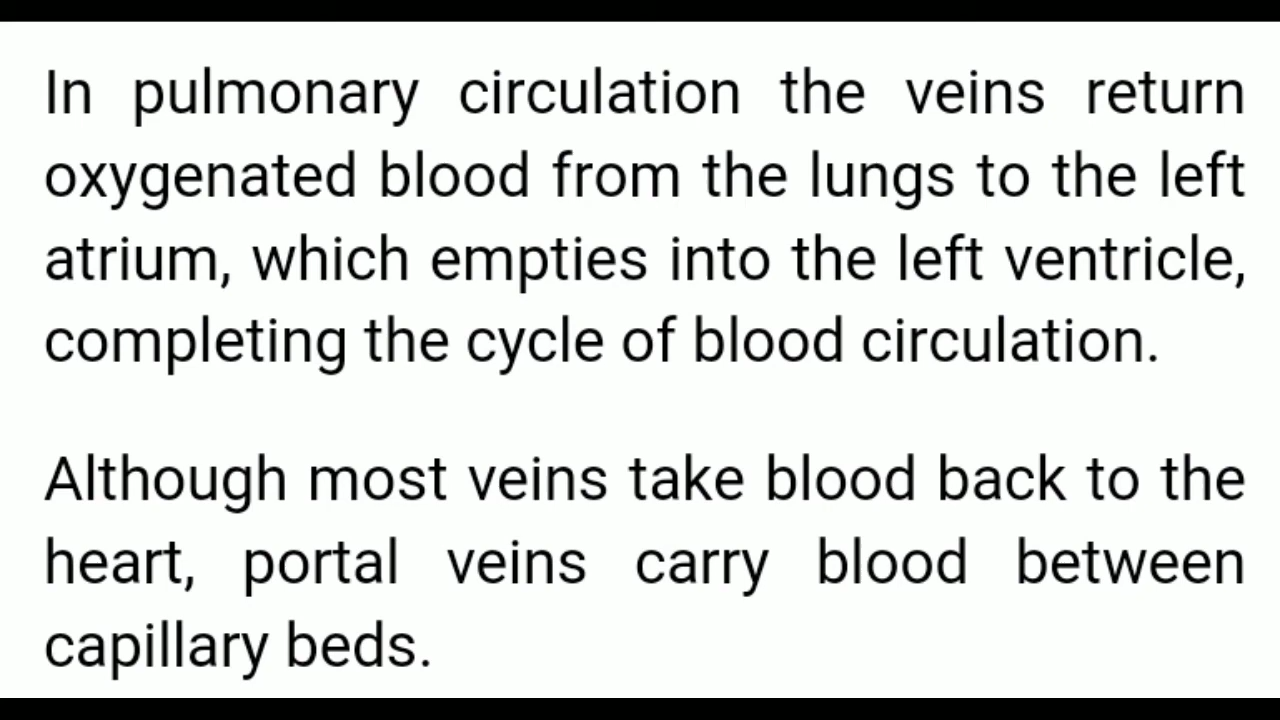 In pulmonary circulation the veins return
oxygenated blood from the lungs to the left
atrium, which empties into the left ventricle,
completing the cycle of blood circulation.
Although most veins take blood back to the
heart, portal veins carry blood between
capillary beds.